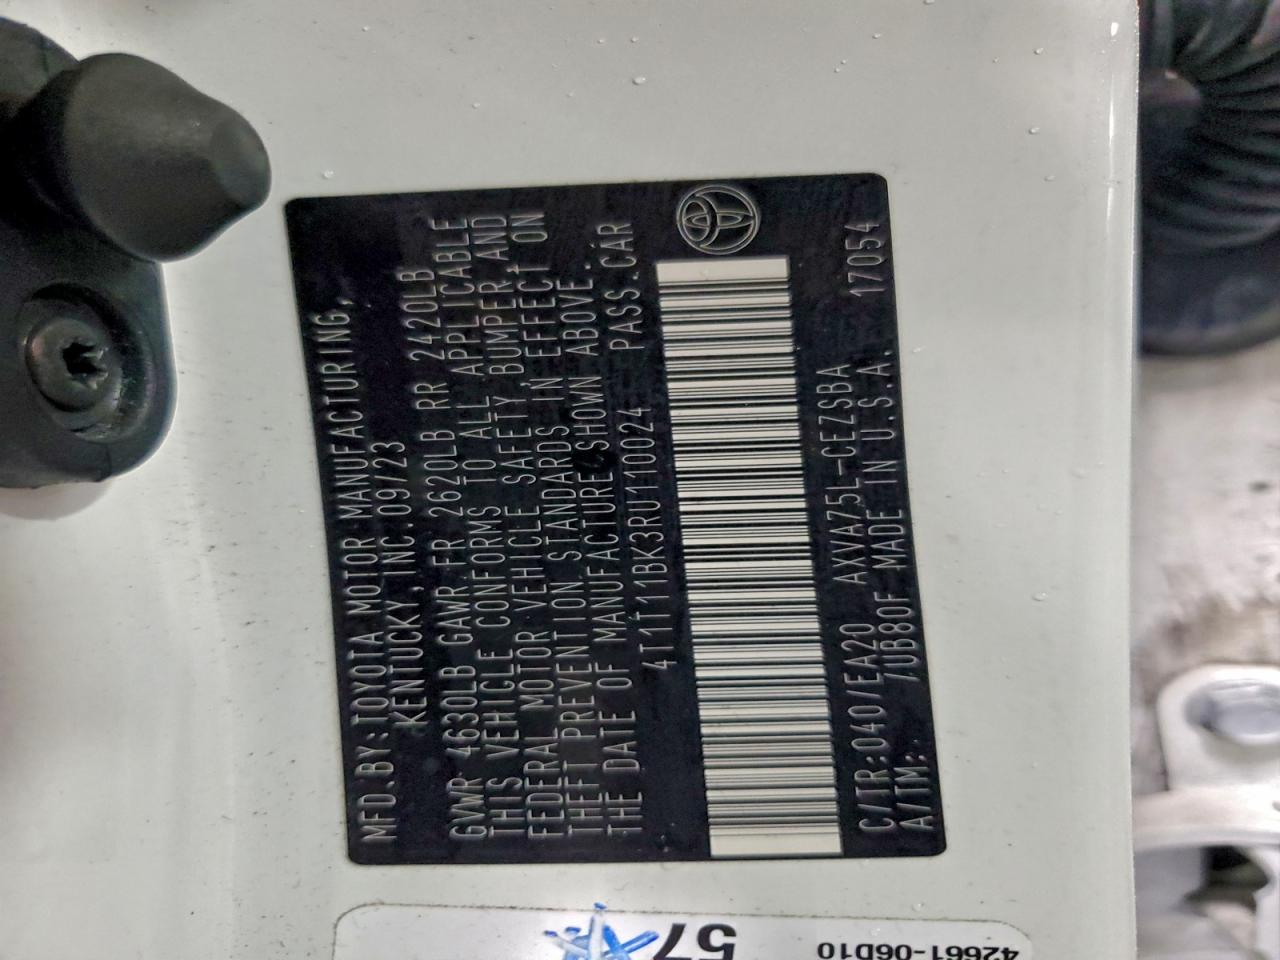 MFD.BY:TOYOTA MOTOR MANUFACTURING,
KENTUCKY,INC.09/23
GVWR 4630LB GAWR FR 2620LB RR 2420LB
THIS VEHICLE CONFORMS TO ALL APPLICABLE
FEDERAL MOTOR VEHICLE SAFETY,BUMPER,AND
THEFT PREVENTION STANDARDS IN EFFECT ON
THE DATE OF MANUFACTURE SHOWN ABOVE.
4T1T11BK3RU110024 PASS.CAR
C/TR:040/EA20 AXVA75L-CEZSBA 17054
A/TM: /UB80F MADE IN U.S.A.
57
42661-06D10